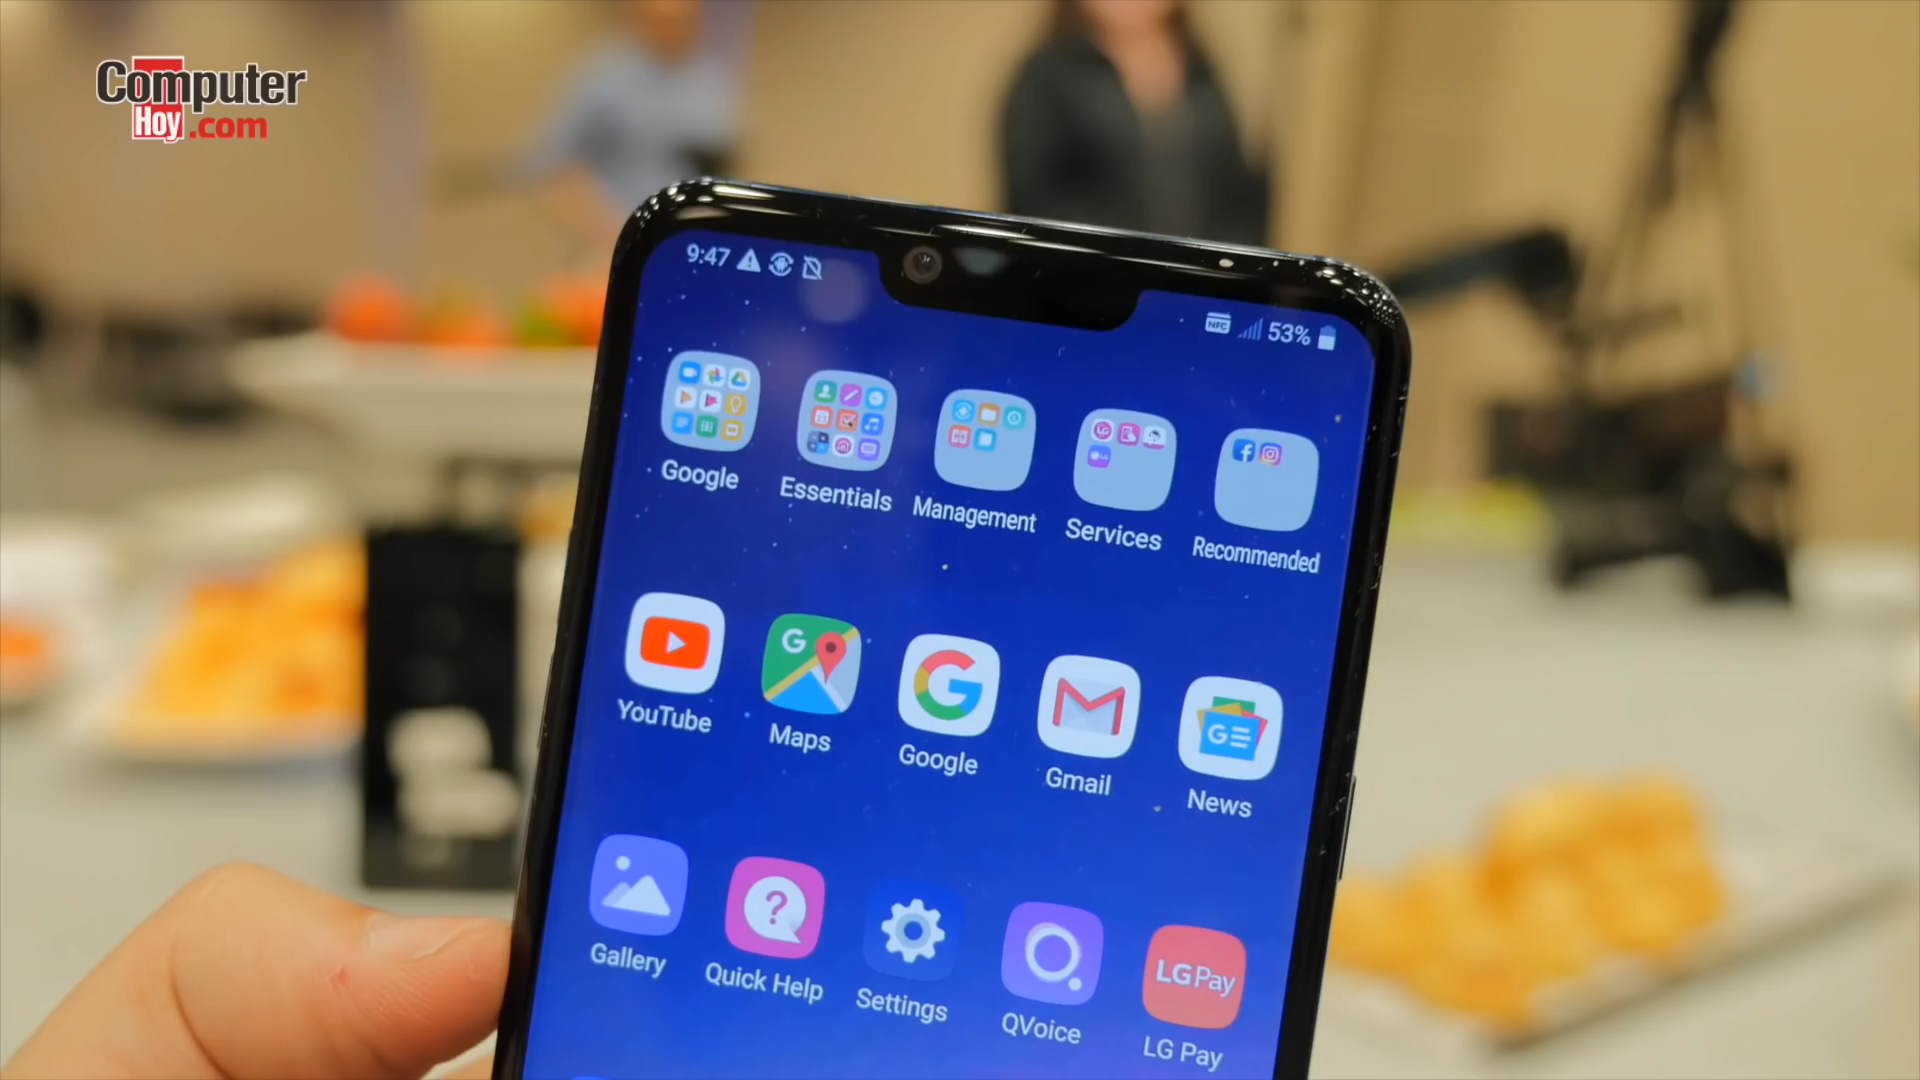 Computer
Hoy.com
9:47
NFC 53%
Google Essentials Management Services Recommended
YouTube Maps Google Gmail News
Gallery Quick Help Settings QVoice LG Pay
LG Pay